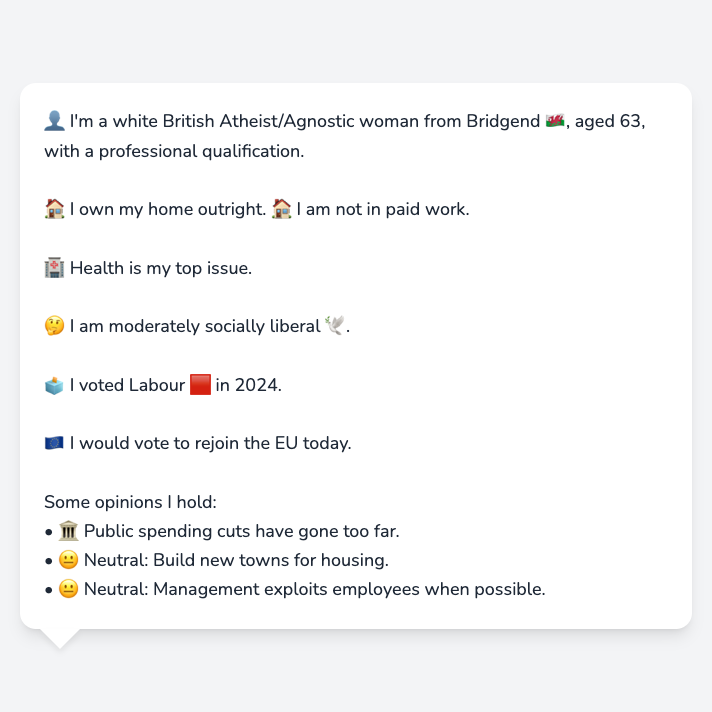 👤 I'm a white British Atheist/Agnostic woman from Bridgend 🏴󠁧󠁢󠁷󠁬󠁳󠁿, aged 63,
with a professional qualification.
🏠 I own my home outright. 🏠 I am not in paid work.
🏥 Health is my top issue.
🤔 I am moderately socially liberal 🕊️.
🗳️ I voted Labour 🟥 in 2024.
🇪🇺 I would vote to rejoin the EU today.
Some opinions I hold:
• 🏛️ Public spending cuts have gone too far.
• 😐 Neutral: Build new towns for housing.
• 😐 Neutral: Management exploits employees when possible.